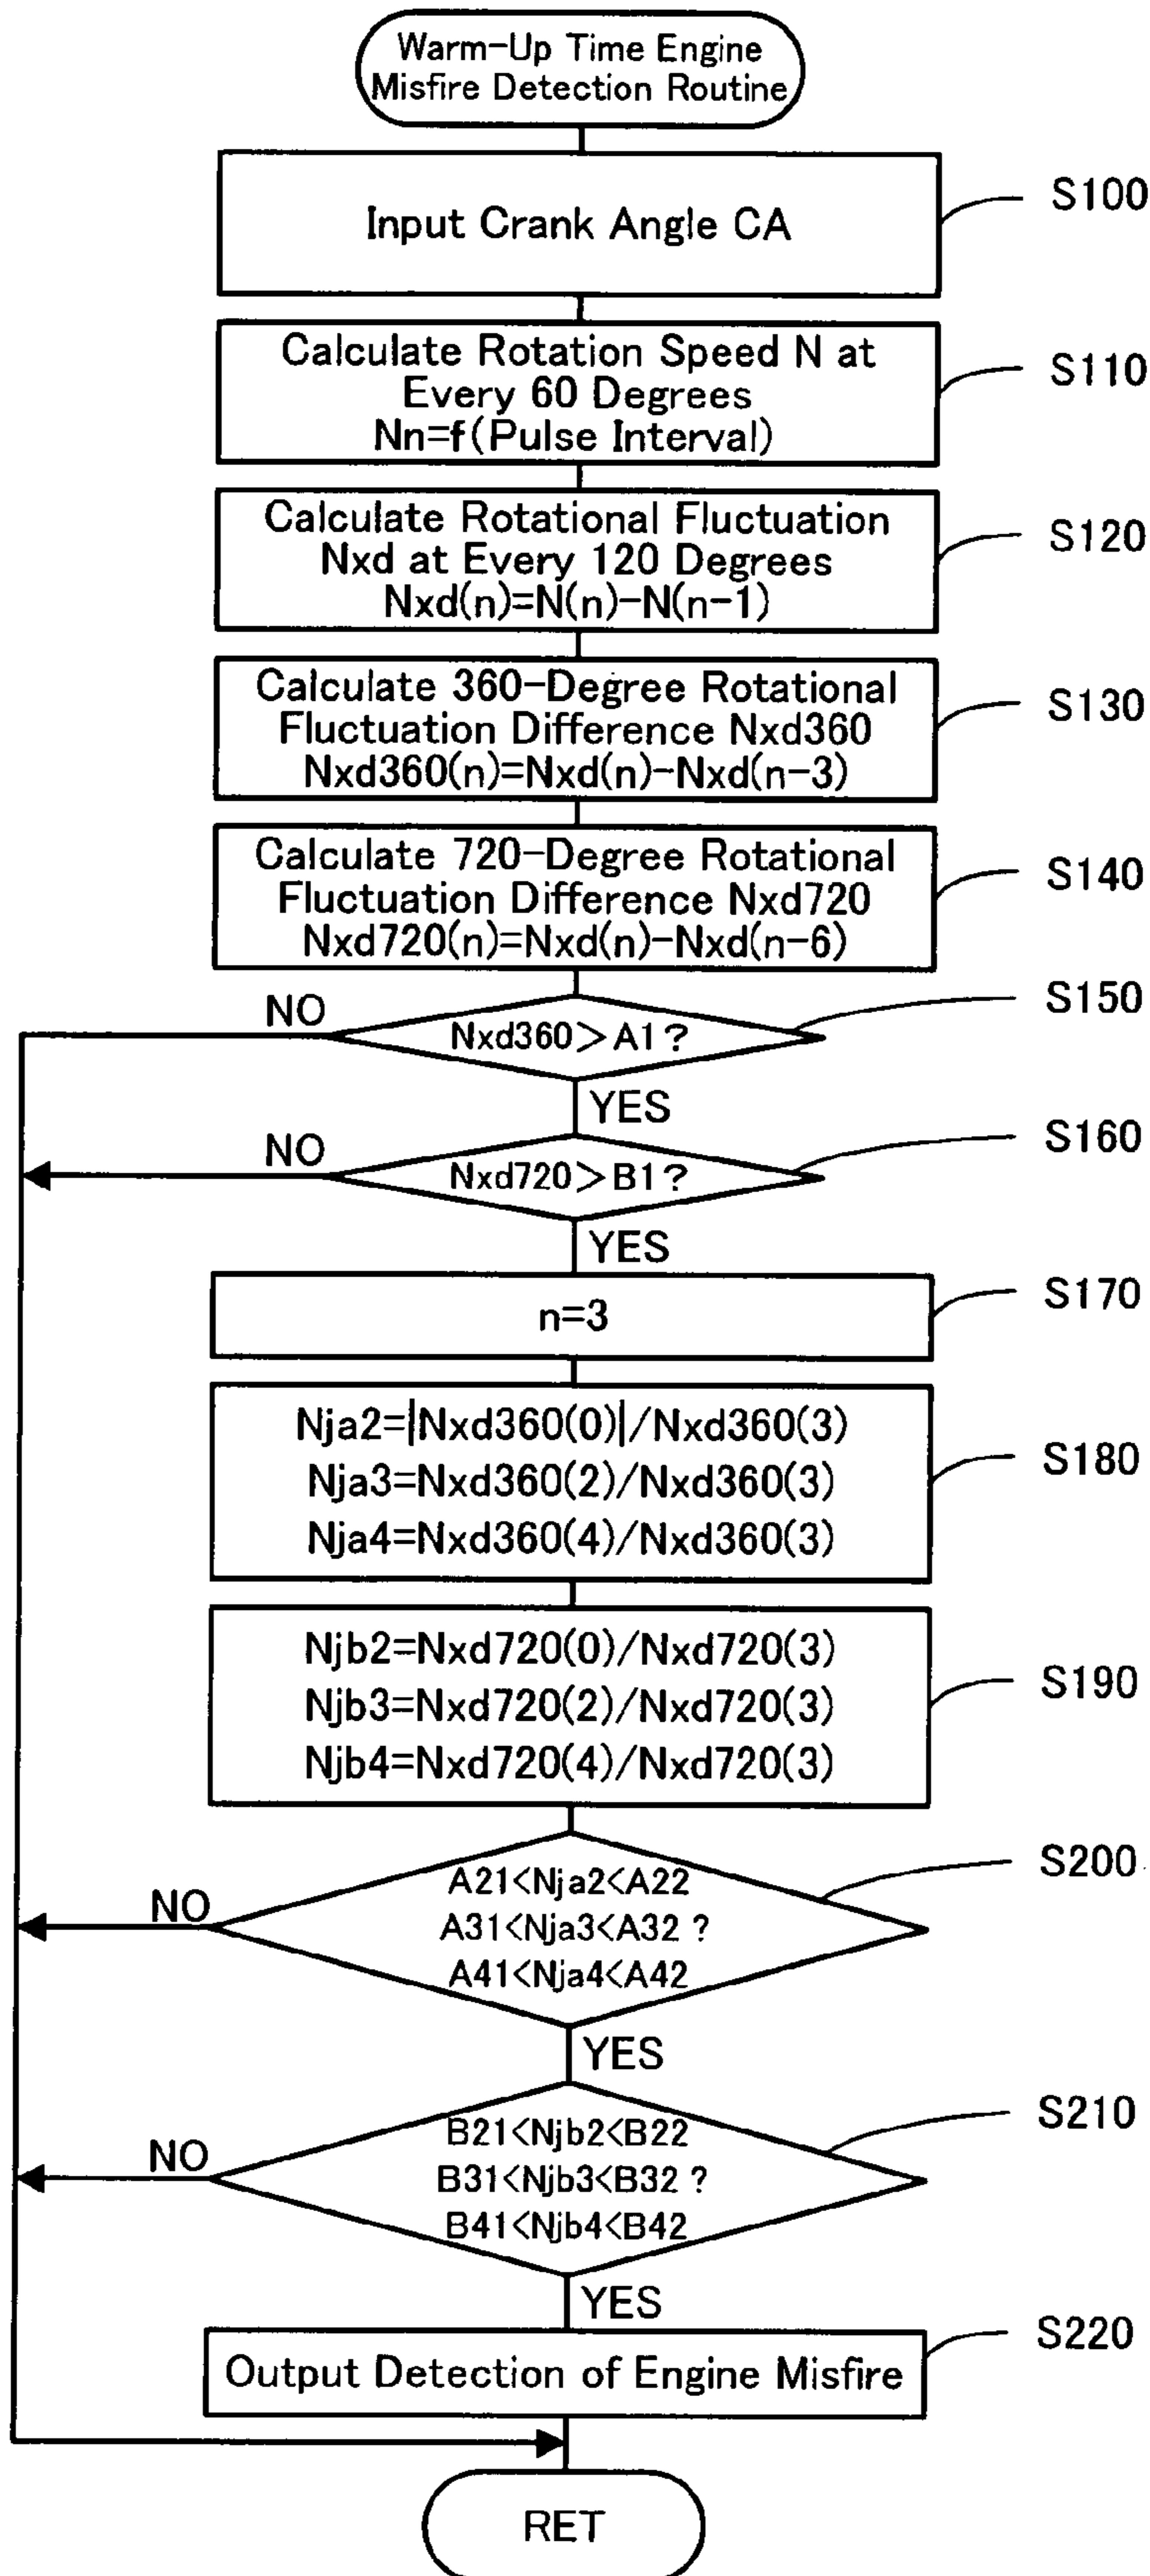 Warm-Up Time Engine
Misfire Detection Routine
Input Crank Angle CA
S100
Calculate Rotation Speed N at
Every 60 Degrees
Nn=f(Pulse Interval)
S110
Calculate Rotational Fluctuation
Nxd at Every 120 Degrees
Nxd(n)=N(n)-N(n-1)
S120
Calculate 360-Degree Rotational
Fluctuation Difference Nxd360
Nxd360(n)=Nxd(n)-Nxd(n-3)
S130
Calculate 720-Degree Rotational
Fluctuation Difference Nxd720
Nxd720(n)=Nxd(n)-Nxd(n-6)
S140
Nxd360>A1?
S150
NO
YES
Nxd720>B1?
S160
NO
YES
n=3
S170
Nja2=|Nxd360(0)|/Nxd360(3)
Nja3=Nxd360(2)/Nxd360(3)
Nja4=Nxd360(4)/Nxd360(3)
S180
Njb2=Nxd720(0)/Nxd720(3)
Njb3=Nxd720(2)/Nxd720(3)
Njb4=Nxd720(4)/Nxd720(3)
S190
A21<Nja2<A22
A31<Nja3<A32 ?
A41<Nja4<A42
S200
NO
YES
B21<Njb2<B22
B31<Njb3<B32 ?
B41<Njb4<B42
S210
NO
YES
Output Detection of Engine Misfire
S220
RET